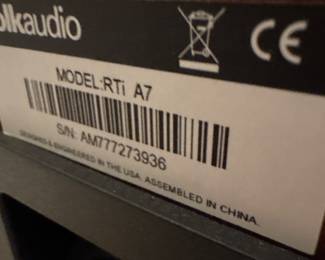 olkaudio
CE
MODEL:RTi A7
S/N: AM777273936
DESIGNED & ENGINEERED IN THE USA. ASSEMBLED IN CHINA.